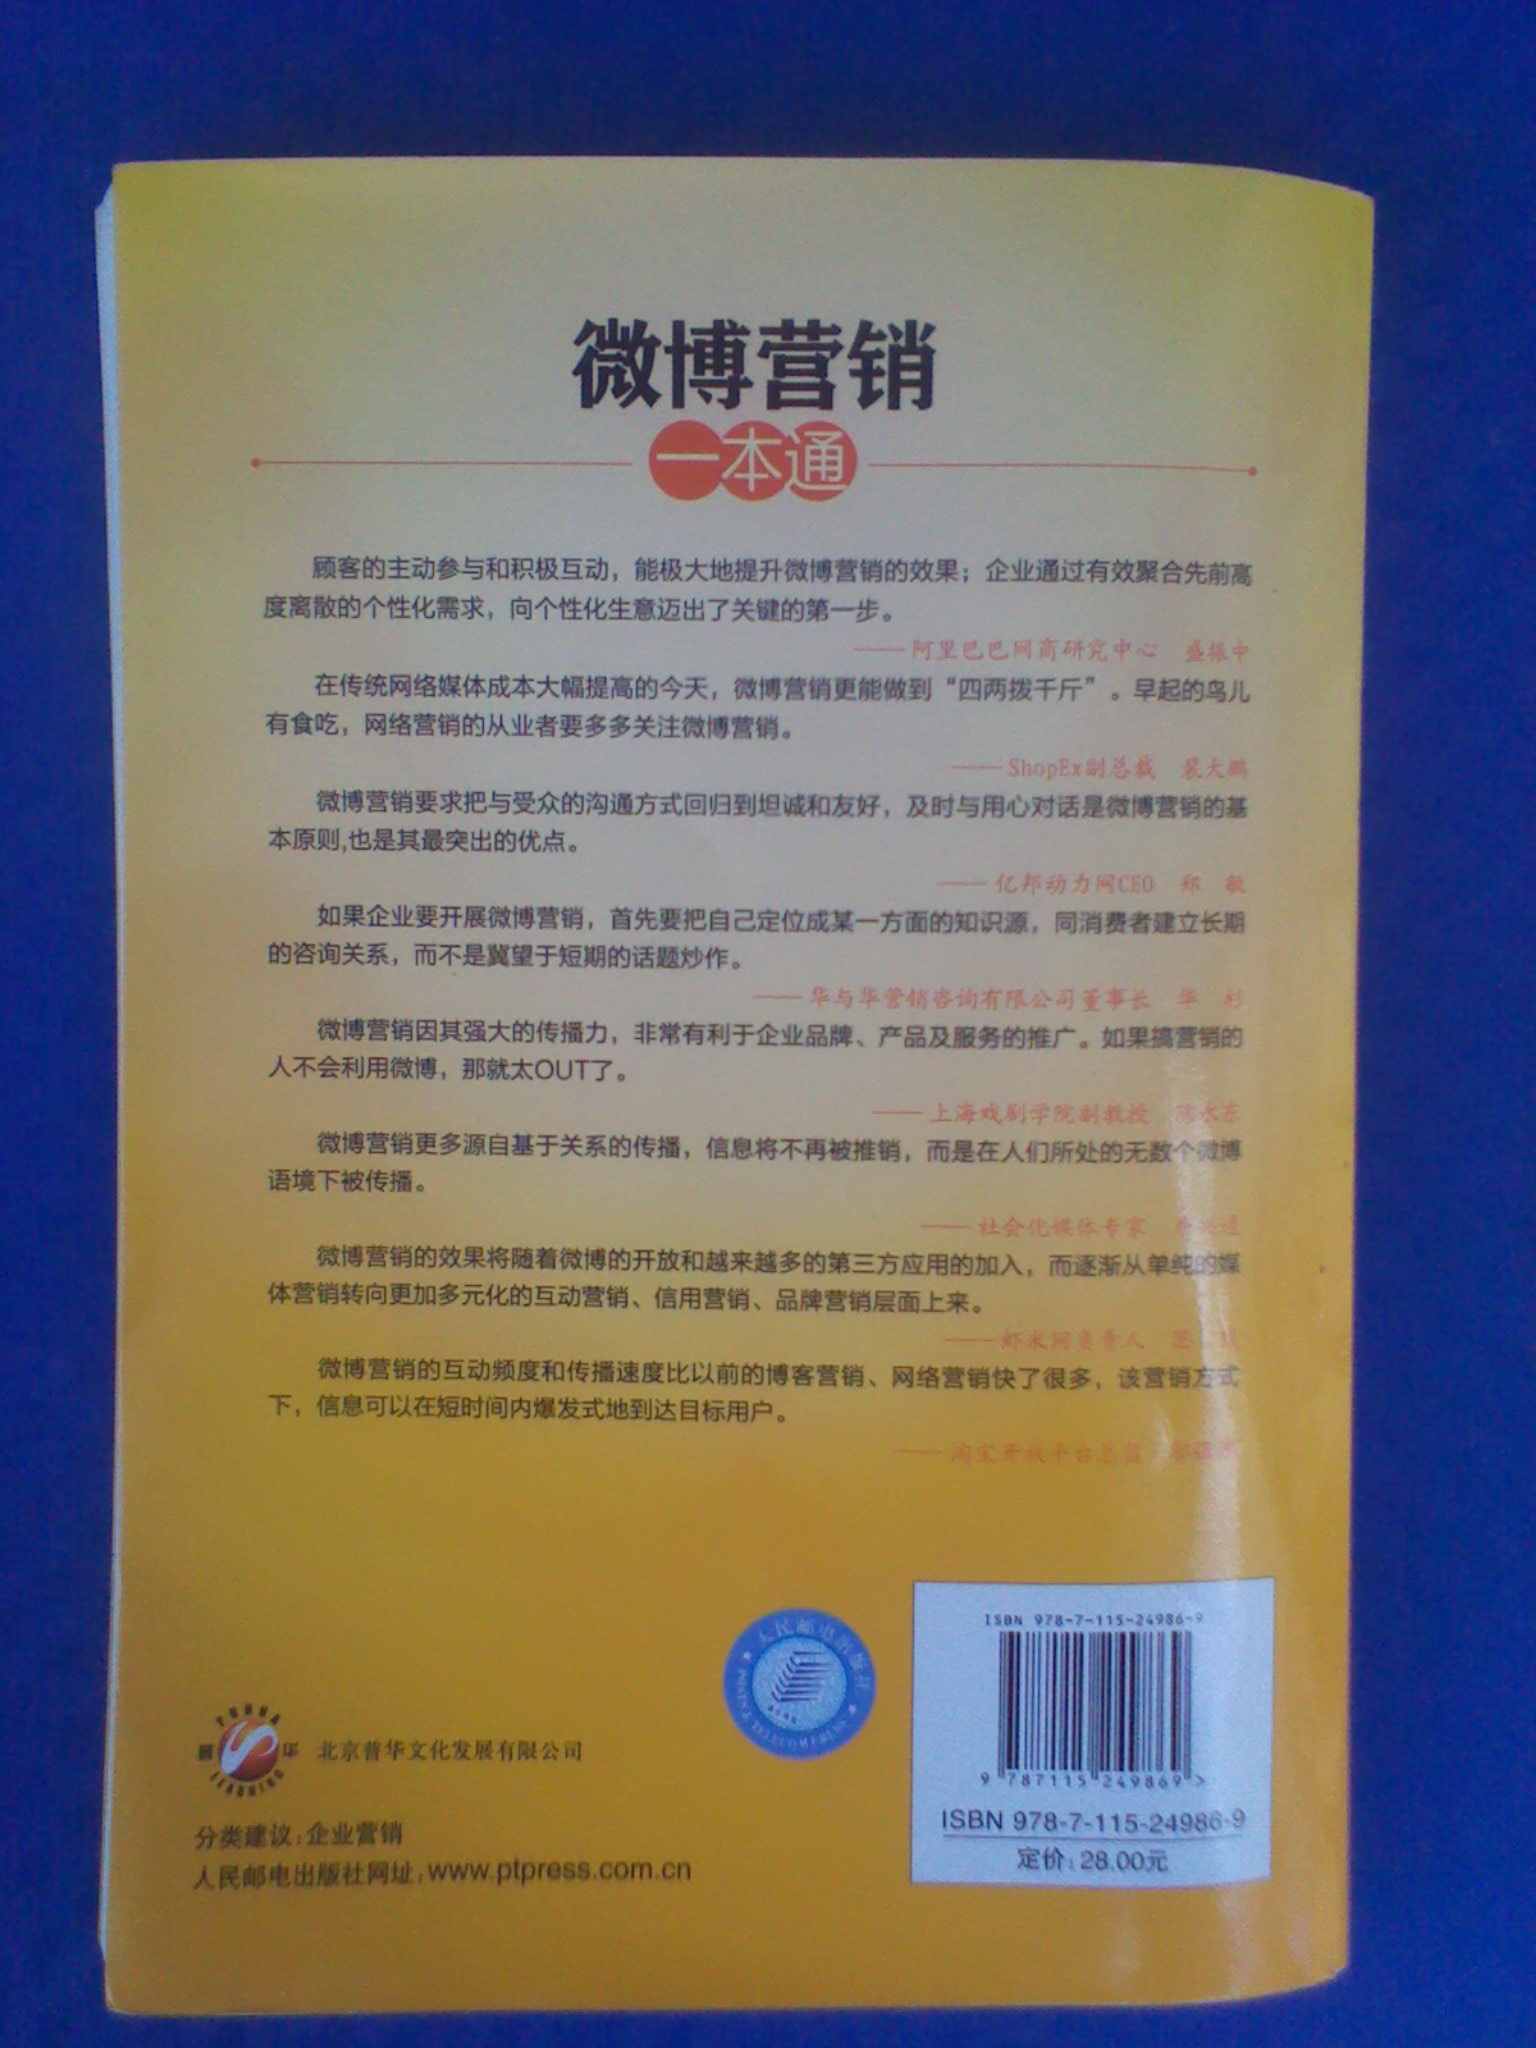 微博营销
一本通
顾客的主动参与和积极互动，能极大地提升微博营销的效果；企业通过有效聚合先前高
度离散的个性化需求，向个性化生意迈出了关键的第一步。
——阿里巴巴网商研究中心　盛振中
在传统网络媒体成本大幅提高的今天，微博营销更能做到“四两拨千斤”。早起的鸟儿
有食吃，网络营销的从业者要多多关注微博营销。
——ShopEx副总裁　裴大鹏
微博营销要求把与受众的沟通方式回归到坦诚和友好，及时与用心对话是微博营销的基
本原则,也是其最突出的优点。
——亿邦动力网CEO　郑　敏
如果企业要开展微博营销，首先要把自己定位成某一方面的知识源，同消费者建立长期
的咨询关系，而不是冀望于短期的话题炒作。
——华与华营销咨询有限公司董事长　华　杉
微博营销因其强大的传播力，非常有利于企业品牌、产品及服务的推广。如果搞营销的
人不会利用微博，那就太OUT了。
——上海戏剧学院副教授　永东
微博营销更多源自基于关系的传播，信息将不再被推销，而是在人们所处的无数个微博
语境下被传播。
——社会化媒体专家
微博营销的效果将随着微博的开放和越来越多的第三方应用的加入，而逐渐从单纯的媒
体营销转向更加多元化的互动营销、信用营销、品牌营销层面上来。
——虾米网负责人
微博营销的互动频度和传播速度比以前的博客营销、网络营销快了很多，该营销方式
下，信息可以在短时间内爆发式地到达目标用户。
——淘宝开放平台总监
人民邮电出版社
POSTS & TELECOM PRESS
ISBN 978-7-115-24986-9
9 787115 249869 >
ISBN 978-7-115-24986-9
定价：28.00元
PUHUA
LEARNING
北京普华文化发展有限公司
分类建议：企业营销
人民邮电出版社网址：www.ptpress.com.cn